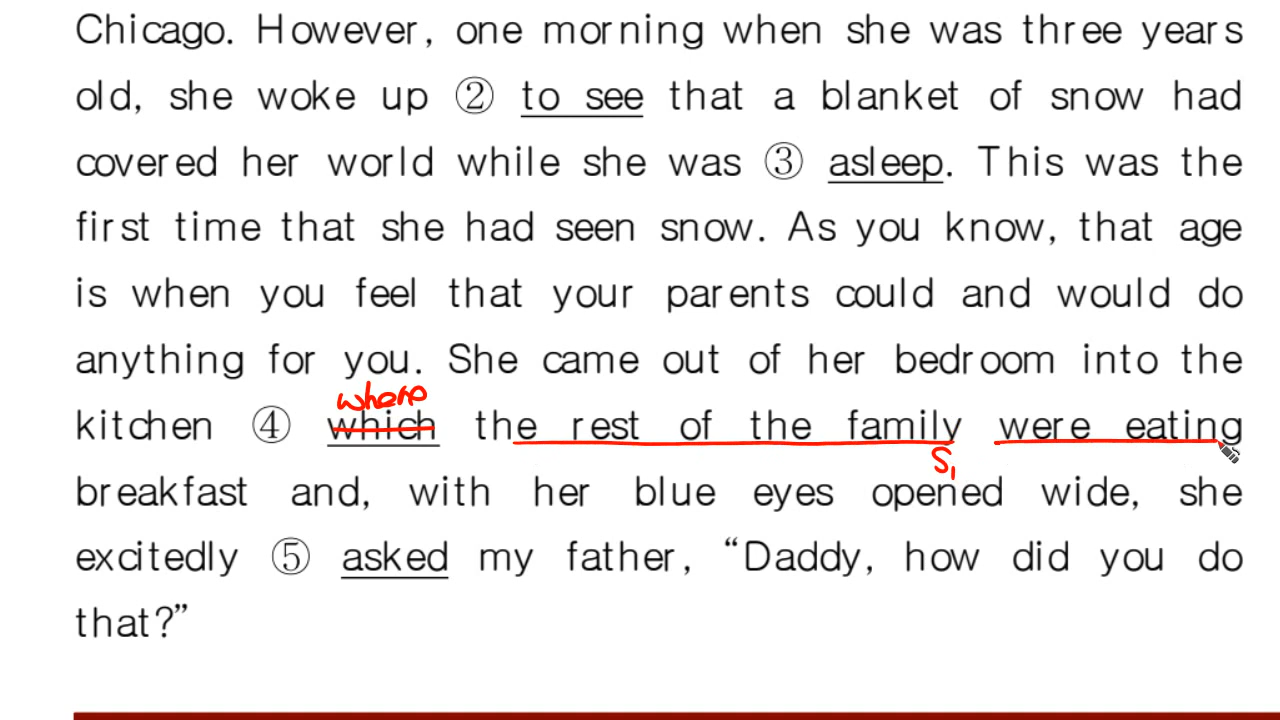 Chicago. However, one morning when she was three years
old, she woke up ② to see that a blanket of snow had
covered her world while she was ③ asleep. This was the
first time that she had seen snow. As you know, that age
is when you feel that your parents could and would do
anything for you. She came out of her bedroom into the
where
kitchen ④ which the rest of the family were eating
S₁
breakfast and, with her blue eyes opened wide, she
excitedly ⑤ asked my father, “Daddy, how did you do
that?”